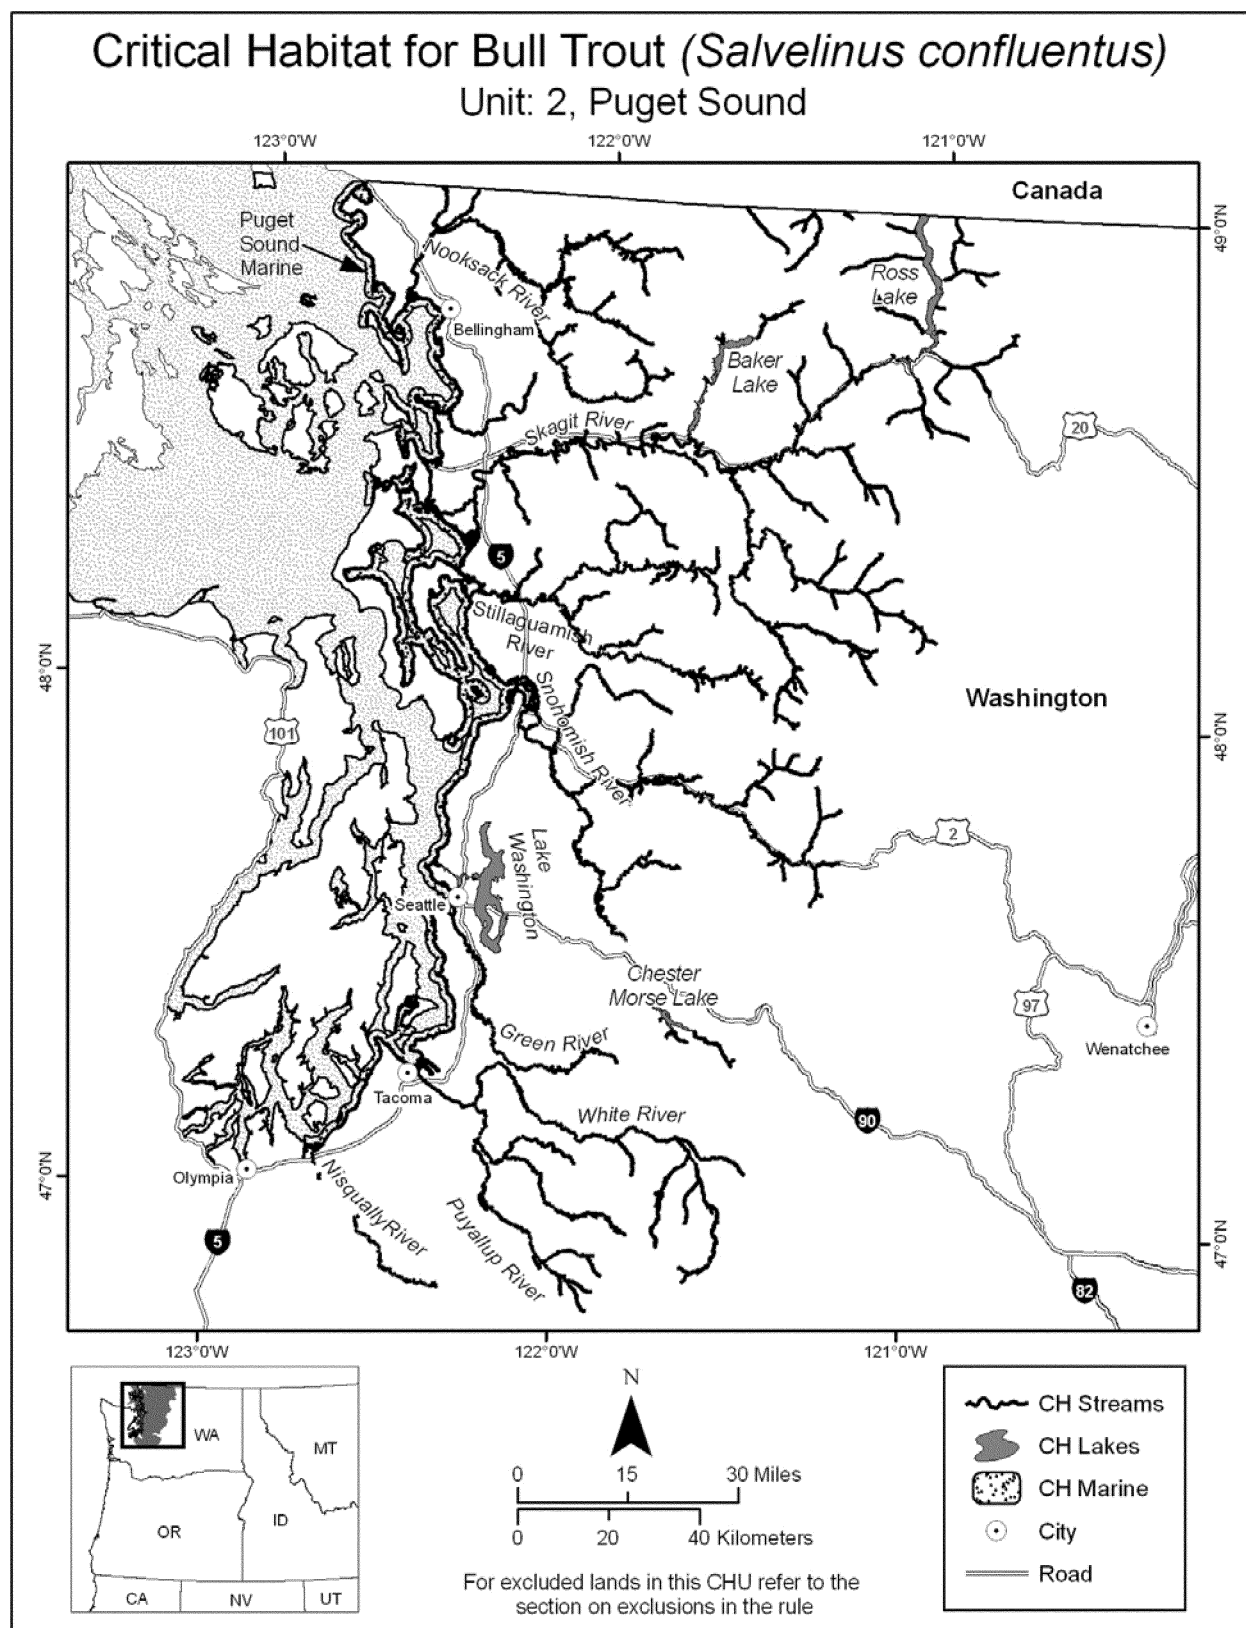 Critical Habitat for Bull Trout (Salvelinus confluentus)
Unit: 2, Puget Sound
123°0'W
122°0'W
121°0'W
Canada
49°0'N
Puget
Sound
Marine
Nooksack River
Ross
Lake
Bellingham
Baker
Lake
Skagit River
20
5
Stillaguamish
River
48°0'N
Snohomish River
Washington
101
48°0'N
2
Lake
Washington
Seattle
Chester
Morse Lake
97
Green River
Wenatchee
Tacoma
White River
90
47°0'N
Olympia
Nisqually River
Puyallup River
5
47°0'N
82
123°0'W
122°0'W
121°0'W
WA
MT
OR
ID
CA
NV
UT
N
0
15
30 Miles
0
20
40 Kilometers
For excluded lands in this CHU refer to the
section on exclusions in the rule
CH Streams
CH Lakes
CH Marine
City
Road